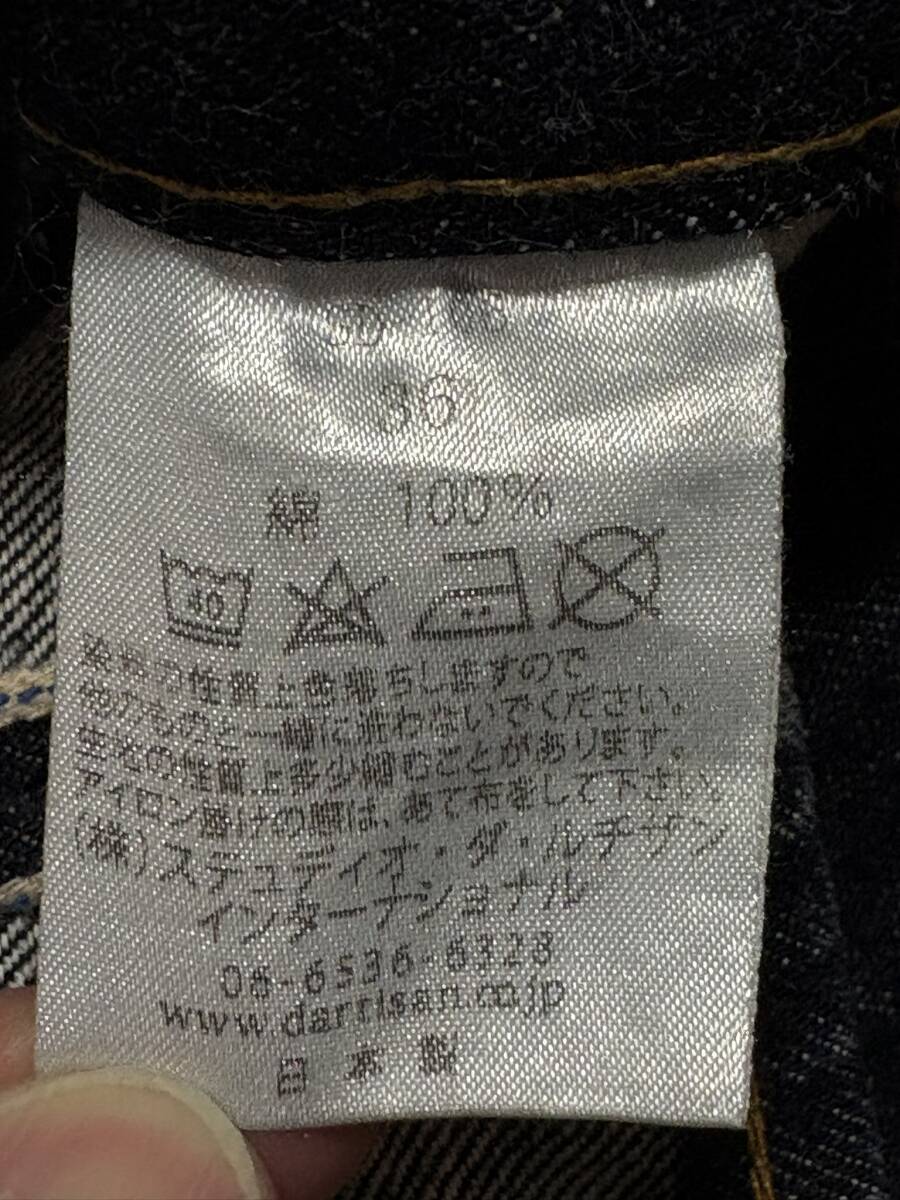 36
綿 100%
40
生地の性質上色落ちしますので
他のものと一緒に洗わないでください。
生地の性質上多少縮むことがあります。
アイロン掛けの際は、あて布をして下さい。
(株)ステュディオ・ダ・ルチザン
インターナショナル
06-6536-6328
www.dartisan.co.jp
日本製